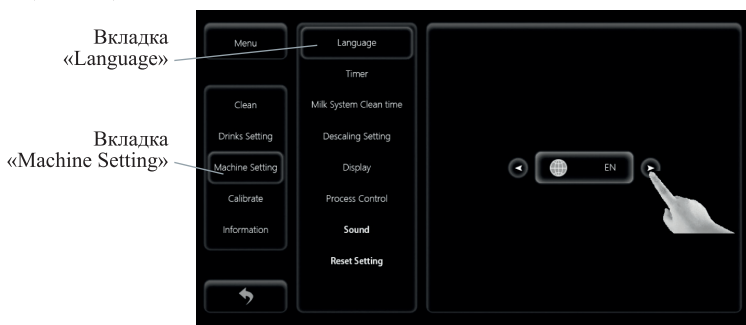 Вкладка
«Language»
Вкладка
«Machine Setting»
Menu
Clean
Drinks Setting
Machine Setting
Calibrate
Information
Language
Timer
Milk System Clean time
Descaling Setting
Display
Process Control
Sound
Reset Setting
EN